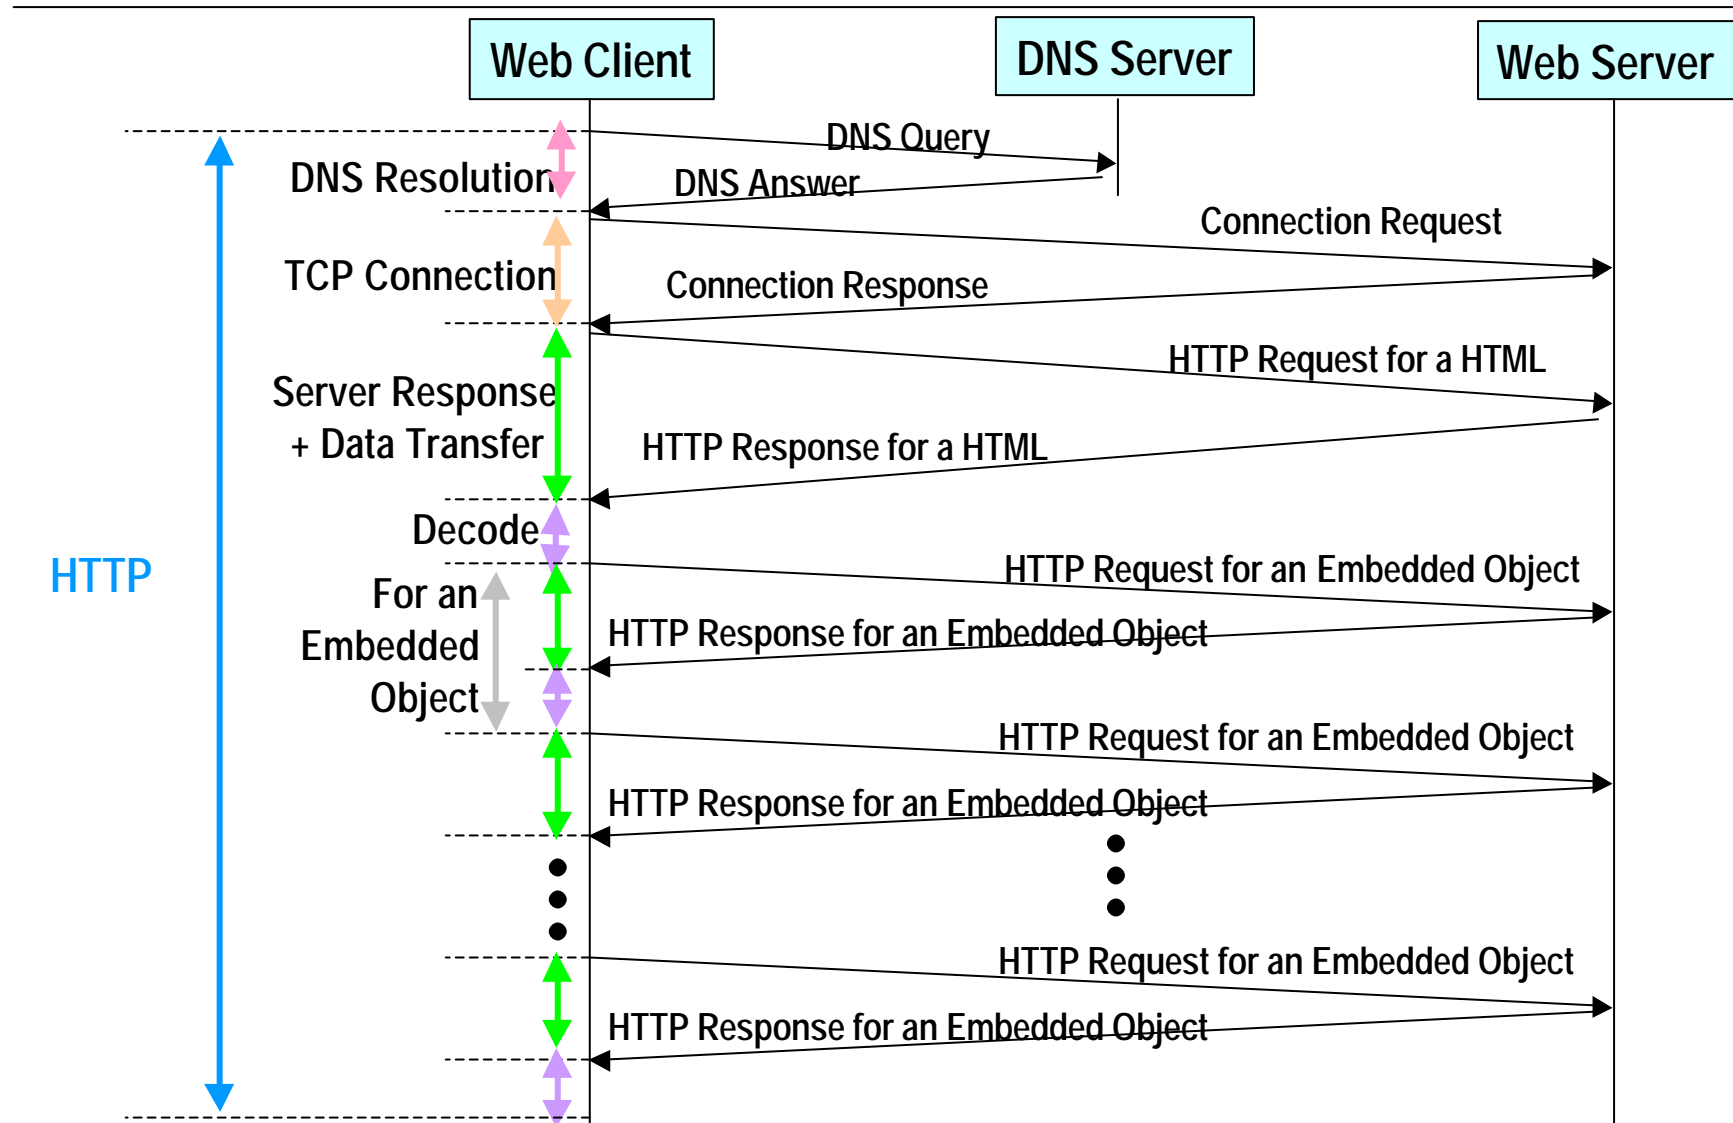 Web Client
DNS Server
Web Server
DNS Query
DNS Resolution
DNS Answer
Connection Request
TCP Connection
Connection Response
HTTP Request for a HTML
Server Response
+ Data Transfer
HTTP Response for a HTML
Decode
HTTP
HTTP Request for an Embedded Object
For an
Embedded
Object
HTTP Response for an Embedded Object
HTTP Request for an Embedded Object
HTTP Response for an Embedded Object
HTTP Request for an Embedded Object
HTTP Response for an Embedded Object